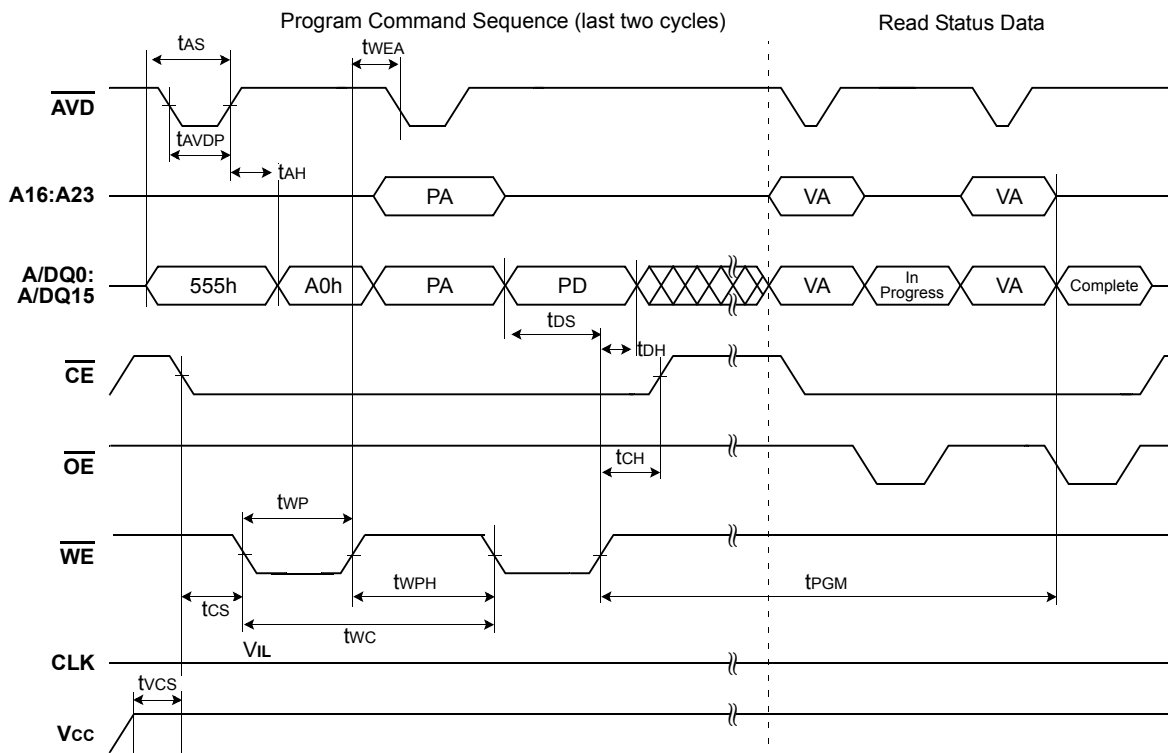 Program Command Sequence (last two cycles)
Read Status Data
tAS
tWEA
AVD
tAVDP
tAH
A16:A23
PA
VA
VA
A/DQ0:
A/DQ15
555h
A0h
PA
PD
VA
In
Progress
VA
Complete
tDS
tDH
CE
OE
tCH
tWP
WE
tWPH
tPGM
tCS
tWC
VIL
CLK
tVCS
Vcc